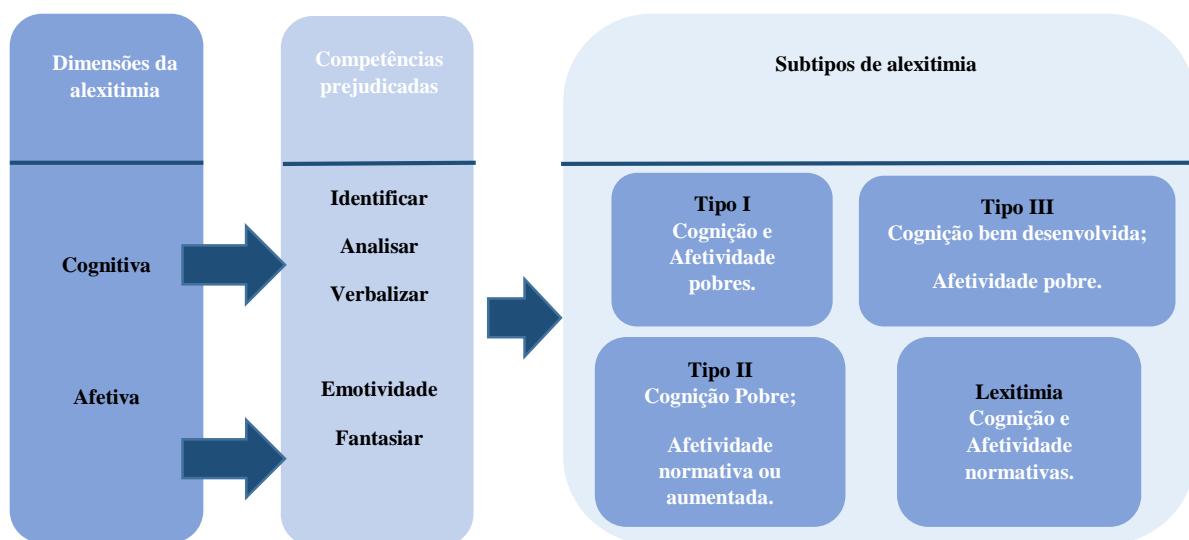 Dimensões da
alexitimia
Cognitiva
Afetiva
Competências
prejudicadas
Identificar
Analisar
Verbalizar
Emotividade
Fantasiar
Subtipos de alexitimia
Tipo I
Cognição e
Afetividade
pobres.
Tipo III
Cognição bem desenvolvida;
Afetividade pobre.
Tipo II
Cognição Pobre;
Afetividade
normativa ou
aumentada.
Lexitimia
Cognição e
Afetividade
normativas.